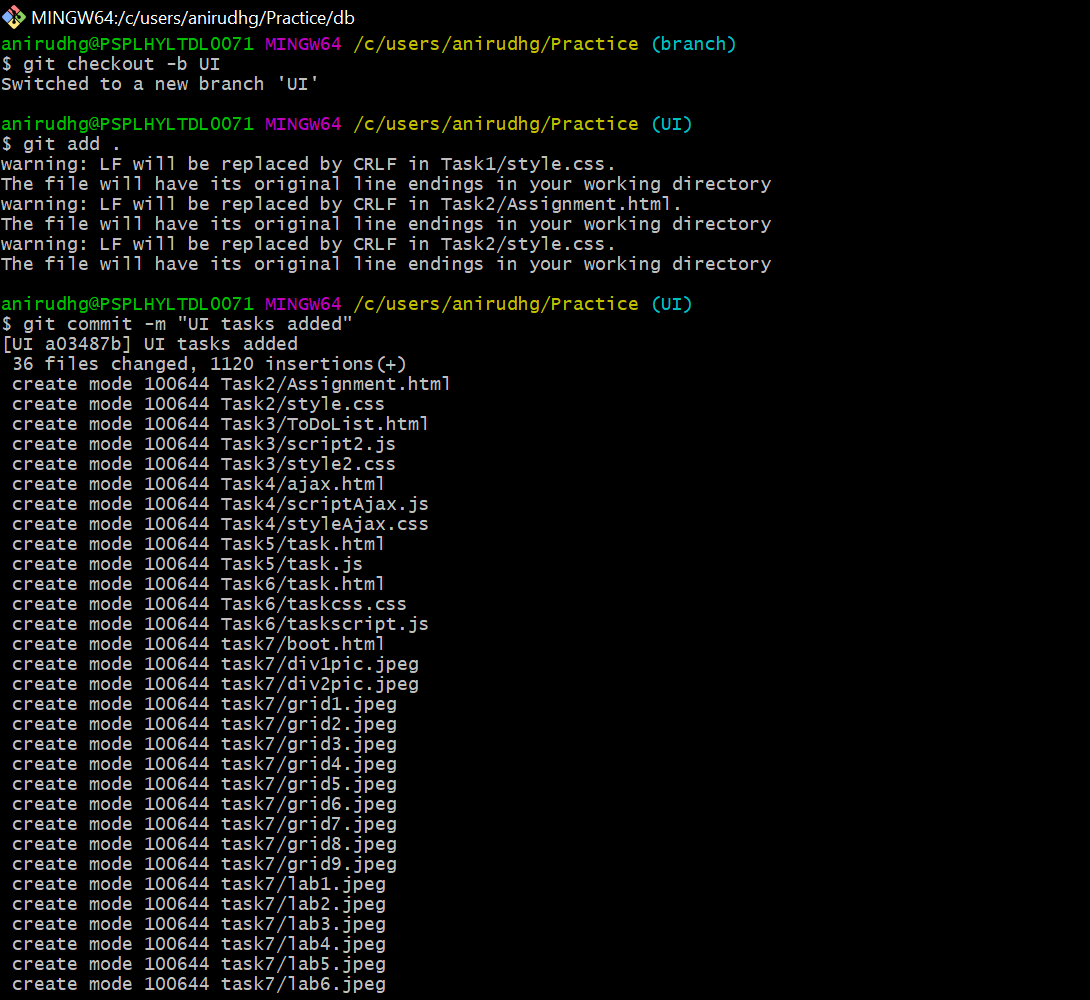 MINGW64:/c/users/anirudhg/Practice/db
anirudhg@PSPLHYLTDL0071 MINGW64 /c/users/anirudhg/Practice (branch)
$ git checkout -b UI
Switched to a new branch 'UI'
anirudhg@PSPLHYLTDL0071 MINGW64 /c/users/anirudhg/Practice (UI)
$ git add .
warning: LF will be replaced by CRLF in Task1/style.css.
The file will have its original line endings in your working directory
warning: LF will be replaced by CRLF in Task2/Assignment.html.
The file will have its original line endings in your working directory
warning: LF will be replaced by CRLF in Task2/style.css.
The file will have its original line endings in your working directory
anirudhg@PSPLHYLTDL0071 MINGW64 /c/users/anirudhg/Practice (UI)
$ git commit -m "UI tasks added"
[UI a03487b] UI tasks added
 36 files changed, 1120 insertions(+)
 create mode 100644 Task2/Assignment.html
 create mode 100644 Task2/style.css
 create mode 100644 Task3/ToDoList.html
 create mode 100644 Task3/script2.js
 create mode 100644 Task3/style2.css
 create mode 100644 Task4/ajax.html
 create mode 100644 Task4/scriptAjax.js
 create mode 100644 Task4/styleAjax.css
 create mode 100644 Task5/task.html
 create mode 100644 Task5/task.js
 create mode 100644 Task6/task.html
 create mode 100644 Task6/taskcss.css
 create mode 100644 Task6/taskscript.js
 create mode 100644 task7/boot.html
 create mode 100644 task7/div1pic.jpeg
 create mode 100644 task7/div2pic.jpeg
 create mode 100644 task7/grid1.jpeg
 create mode 100644 task7/grid2.jpeg
 create mode 100644 task7/grid3.jpeg
 create mode 100644 task7/grid4.jpeg
 create mode 100644 task7/grid5.jpeg
 create mode 100644 task7/grid6.jpeg
 create mode 100644 task7/grid7.jpeg
 create mode 100644 task7/grid8.jpeg
 create mode 100644 task7/grid9.jpeg
 create mode 100644 task7/lab1.jpeg
 create mode 100644 task7/lab2.jpeg
 create mode 100644 task7/lab3.jpeg
 create mode 100644 task7/lab4.jpeg
 create mode 100644 task7/lab5.jpeg
 create mode 100644 task7/lab6.jpeg